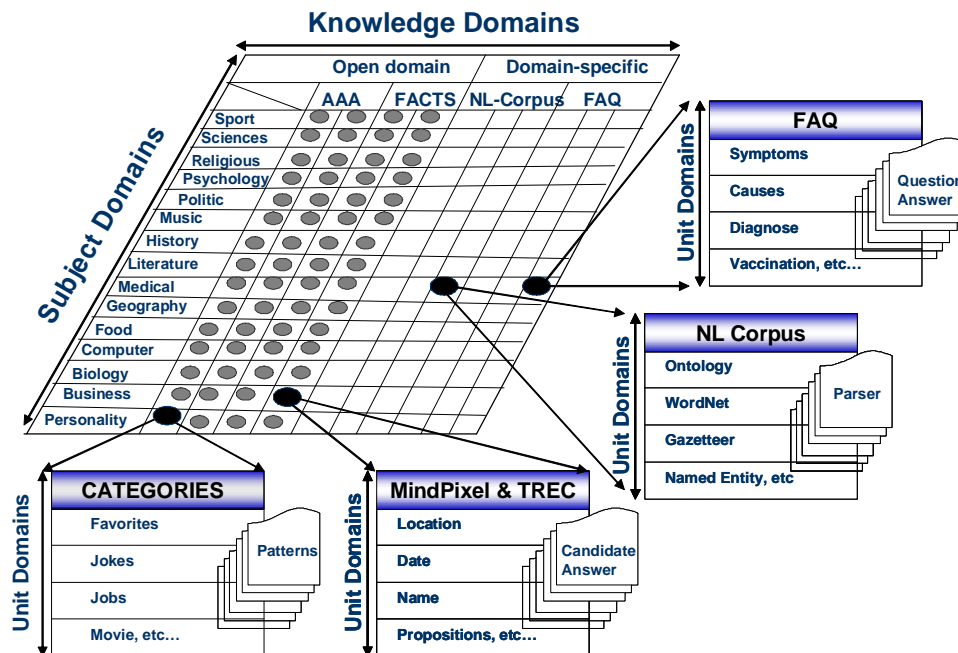 Knowledge Domains
Open domain
Domain-specific
AAA
FACTS
NL-Corpus
FAQ
Subject Domains
Sport
Sciences
Religious
Psychology
Politic
Music
History
Literature
Medical
Geography
Food
Computer
Biology
Business
Personality
Unit Domains
FAQ
Symptoms
Causes
Diagnose
Vaccination, etc…
Question
Answer
Unit Domains
NL Corpus
Ontology
WordNet
Gazetteer
Named Entity, etc
Parser
Unit Domains
CATEGORIES
Favorites
Jokes
Jobs
Movie, etc…
Patterns
Unit Domains
MindPixel & TREC
Location
Date
Name
Propositions, etc…
Candidate
Answer